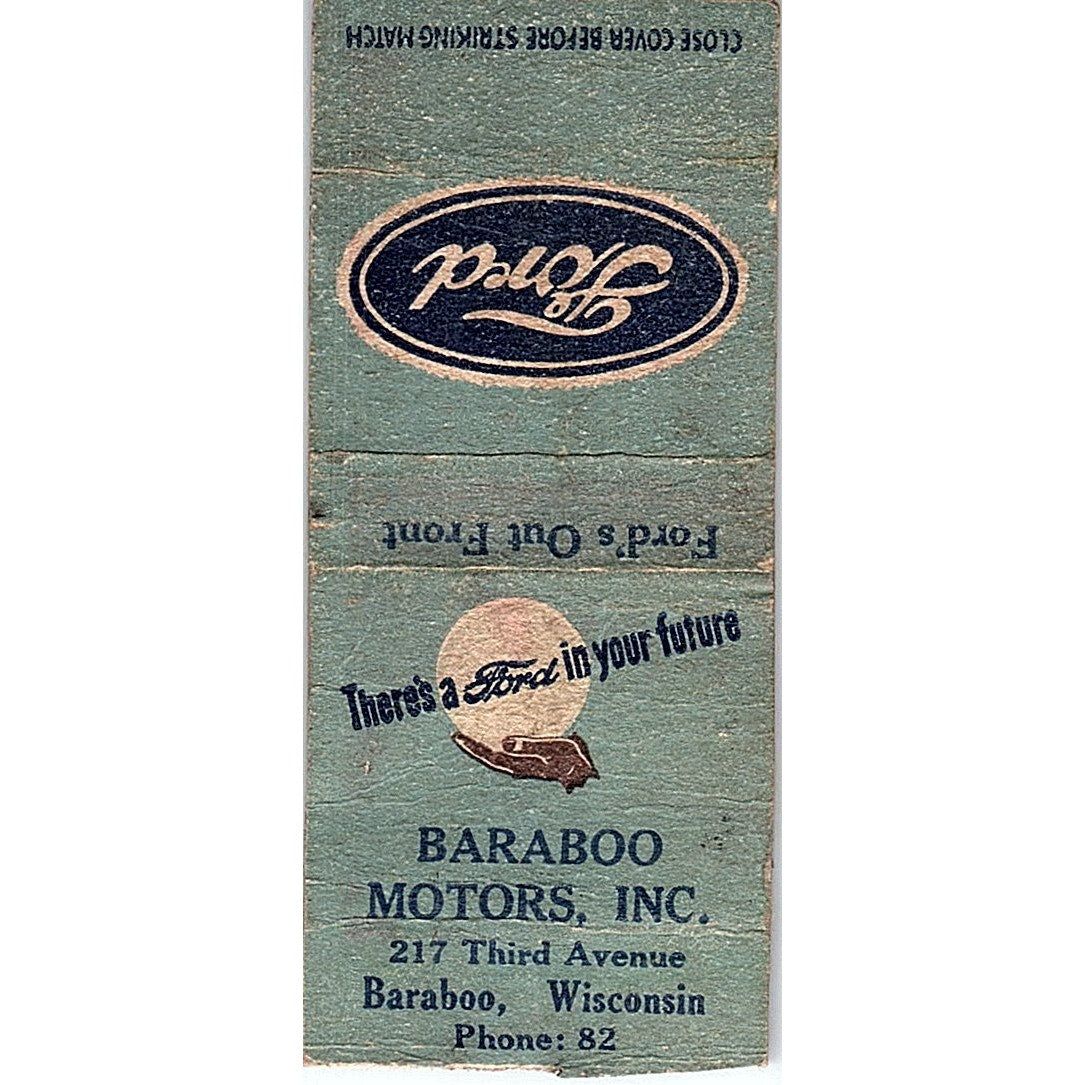 CLOSE COVER BEFORE STRIKING MATCH
Ford
Ford's Out Front
There's a Ford in your future
BARABOO
MOTORS, INC.
217 Third Avenue
Baraboo, Wisconsin
Phone: 82